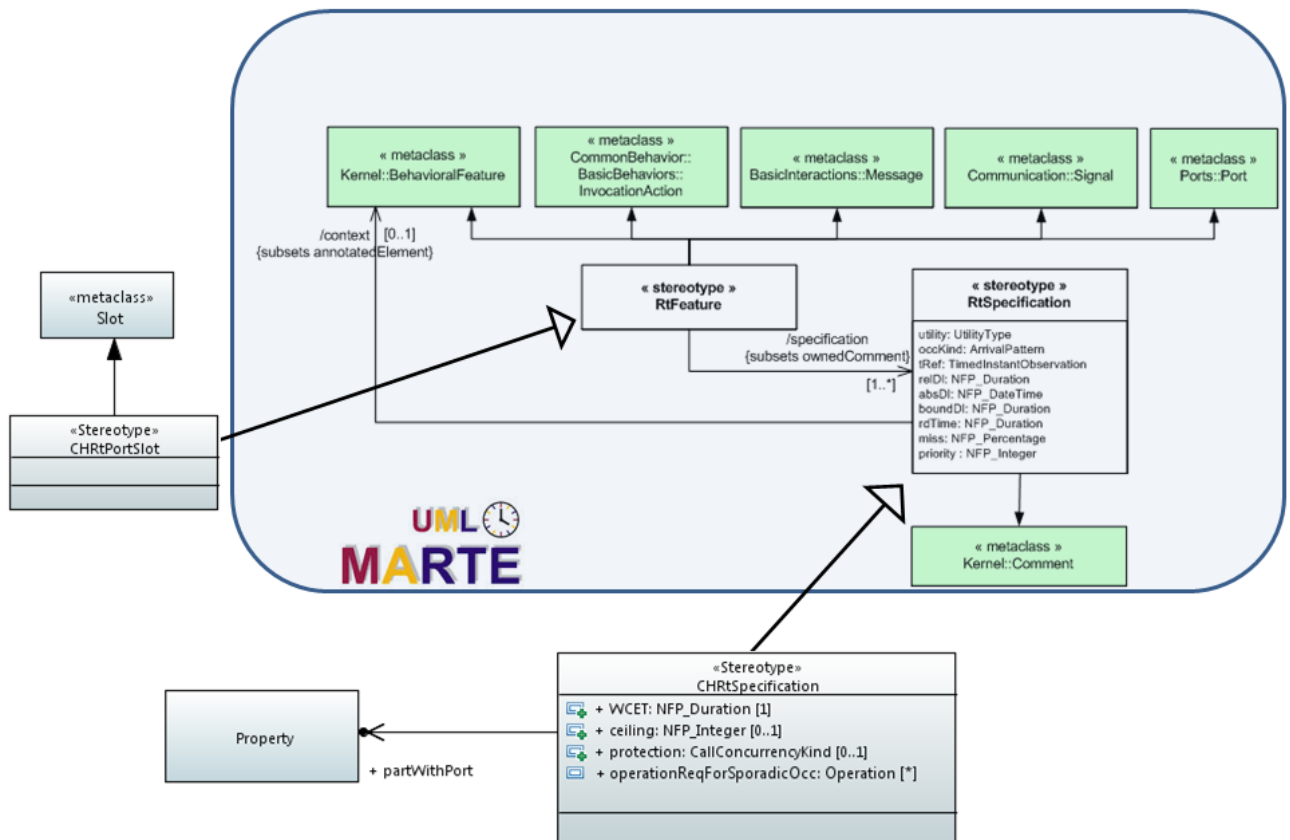 « metaclass »
Kernel::BehavioralFeature
« metaclass »
CommonBehavior::
BasicBehaviors::
InvocationAction
« metaclass »
BasicInteractions::Message
« metaclass »
Communication::Signal
« metaclass »
Ports::Port
/context [0..1]
{subsets annotatedElement}
«metaclass»
Slot
« stereotype »
RtFeature
« stereotype »
RtSpecification
utility: UtilityType
occKind: ArrivalPattern
tRef: TimedInstantObservation
relDl: NFP_Duration
absDl: NFP_DateTime
boundDl: NFP_Duration
rdTime: NFP_Duration
miss: NFP_Percentage
priority : NFP_Integer
/specification
{subsets ownedComment}
[1..*]
«Stereotype»
CHRtPortSlot
UML
MARTE
« metaclass »
Kernel::Comment
«Stereotype»
CHRtSpecification
+ WCET: NFP_Duration [1]
+ ceiling: NFP_Integer [0..1]
+ protection: CallConcurrencyKind [0..1]
+ operationReqForSporadicOcc: Operation [*]
Property
+ partWithPort